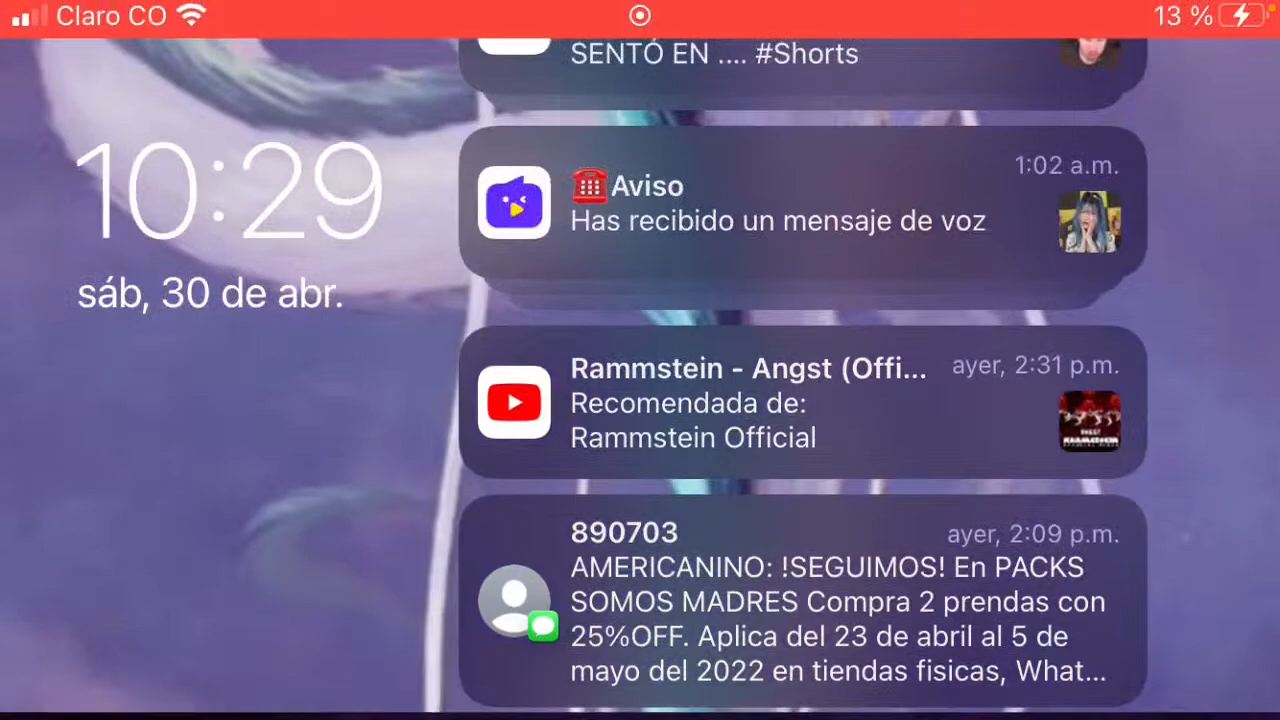 Claro CO
13 %
SENTÓ EN .... #Shorts
10:29
sáb, 30 de abr.
1:02 a.m.
☎️Aviso
Has recibido un mensaje de voz
Rammstein - Angst (Offi...
ayer, 2:31 p.m.
Recomendada de:
Rammstein Official
890703
ayer, 2:09 p.m.
AMERICANINO: !SEGUIMOS! En PACKS
SOMOS MADRES Compra 2 prendas con
25%OFF. Aplica del 23 de abril al 5 de
mayo del 2022 en tiendas fisicas, What...